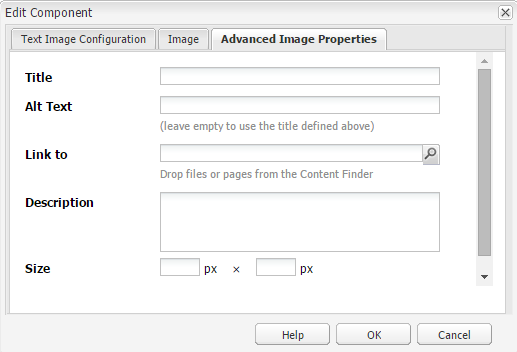 Edit Component
Text Image Configuration Image Advanced Image Properties
Title
Alt Text
(leave empty to use the title defined above)
Link to
Drop files or pages from the Content Finder
Description
Size px × px
Help OK Cancel